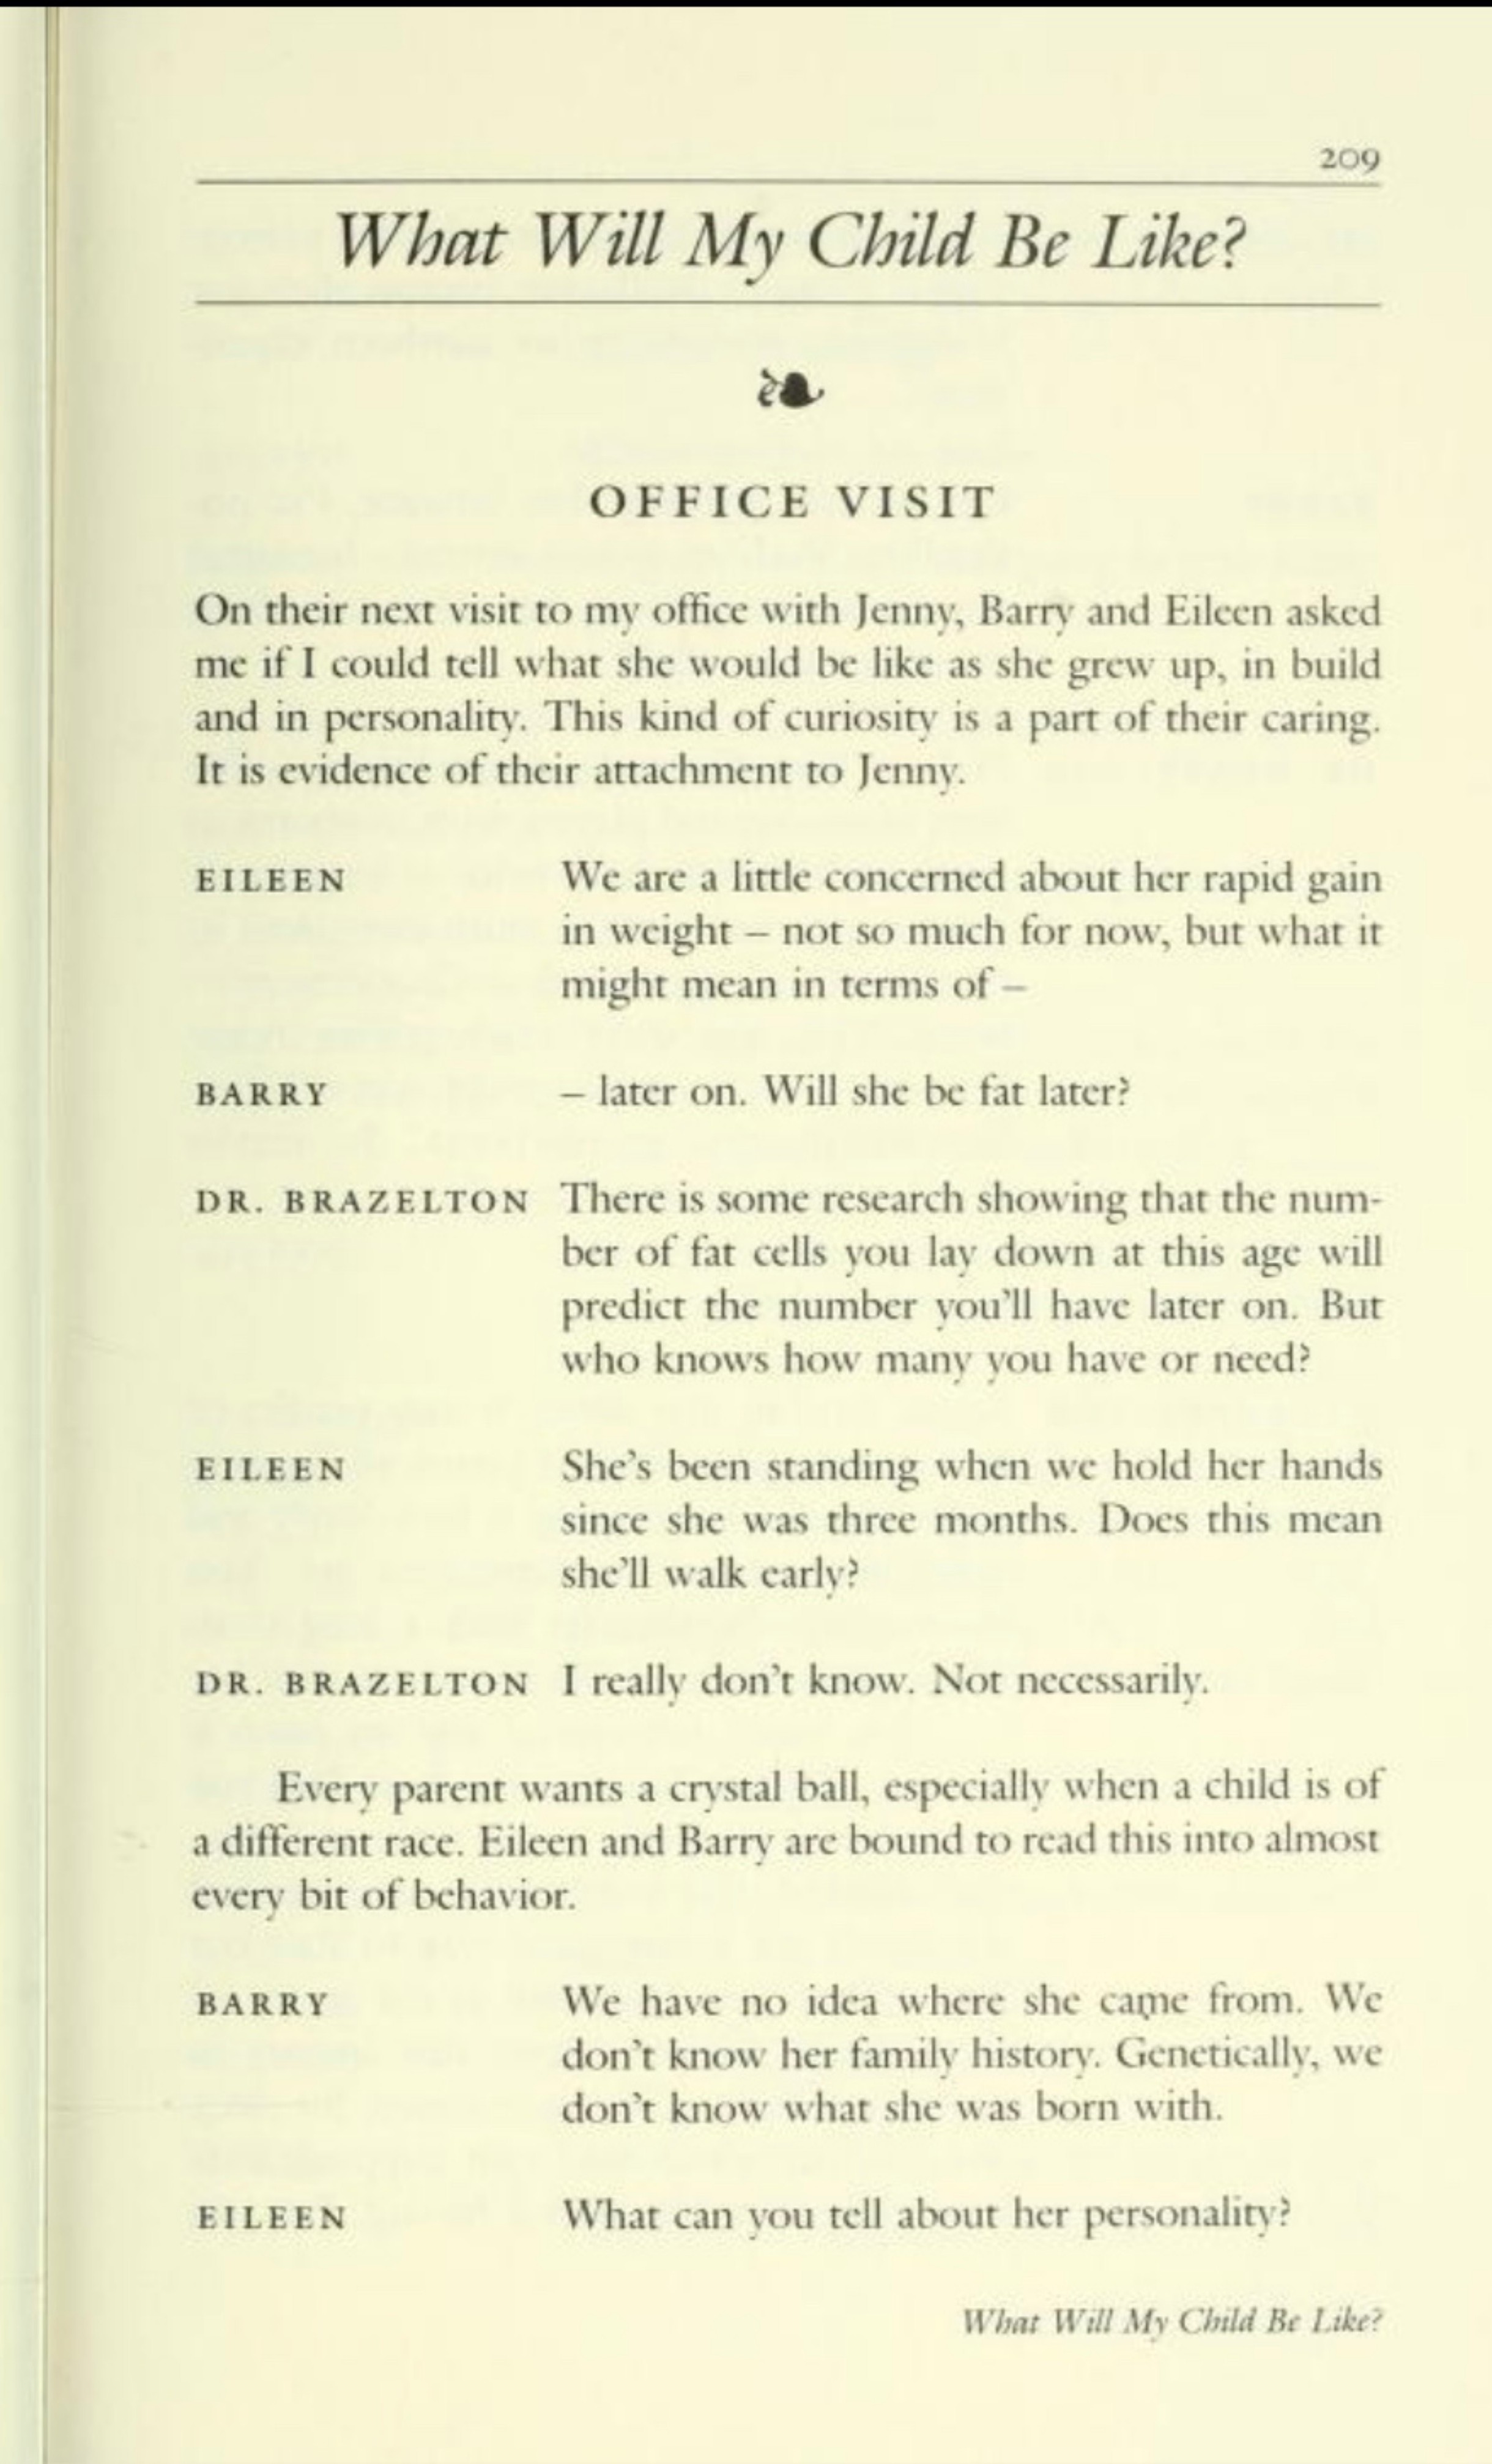 209
What Will My Child Be Like?
OFFICE VISIT
On their next visit to my office with Jenny, Barry and Eileen asked
me if I could tell what she would be like as she grew up, in build
and in personality. This kind of curiosity is a part of their caring.
It is evidence of their attachment to Jenny.
EILEEN We are a little concerned about her rapid gain
in weight – not so much for now, but what it
might mean in terms of –
BARRY – later on. Will she be fat later?
DR. BRAZELTON There is some research showing that the num-
ber of fat cells you lay down at this age will
predict the number you'll have later on. But
who knows how many you have or need?
EILEEN She's been standing when we hold her hands
since she was three months. Does this mean
she'll walk early?
DR. BRAZELTON I really don't know. Not necessarily.
Every parent wants a crystal ball, especially when a child is of
a different race. Eileen and Barry are bound to read this into almost
every bit of behavior.
BARRY We have no idea where she came from. We
don't know her family history. Genetically, we
don't know what she was born with.
EILEEN What can you tell about her personality?
What Will My Child Be Like?